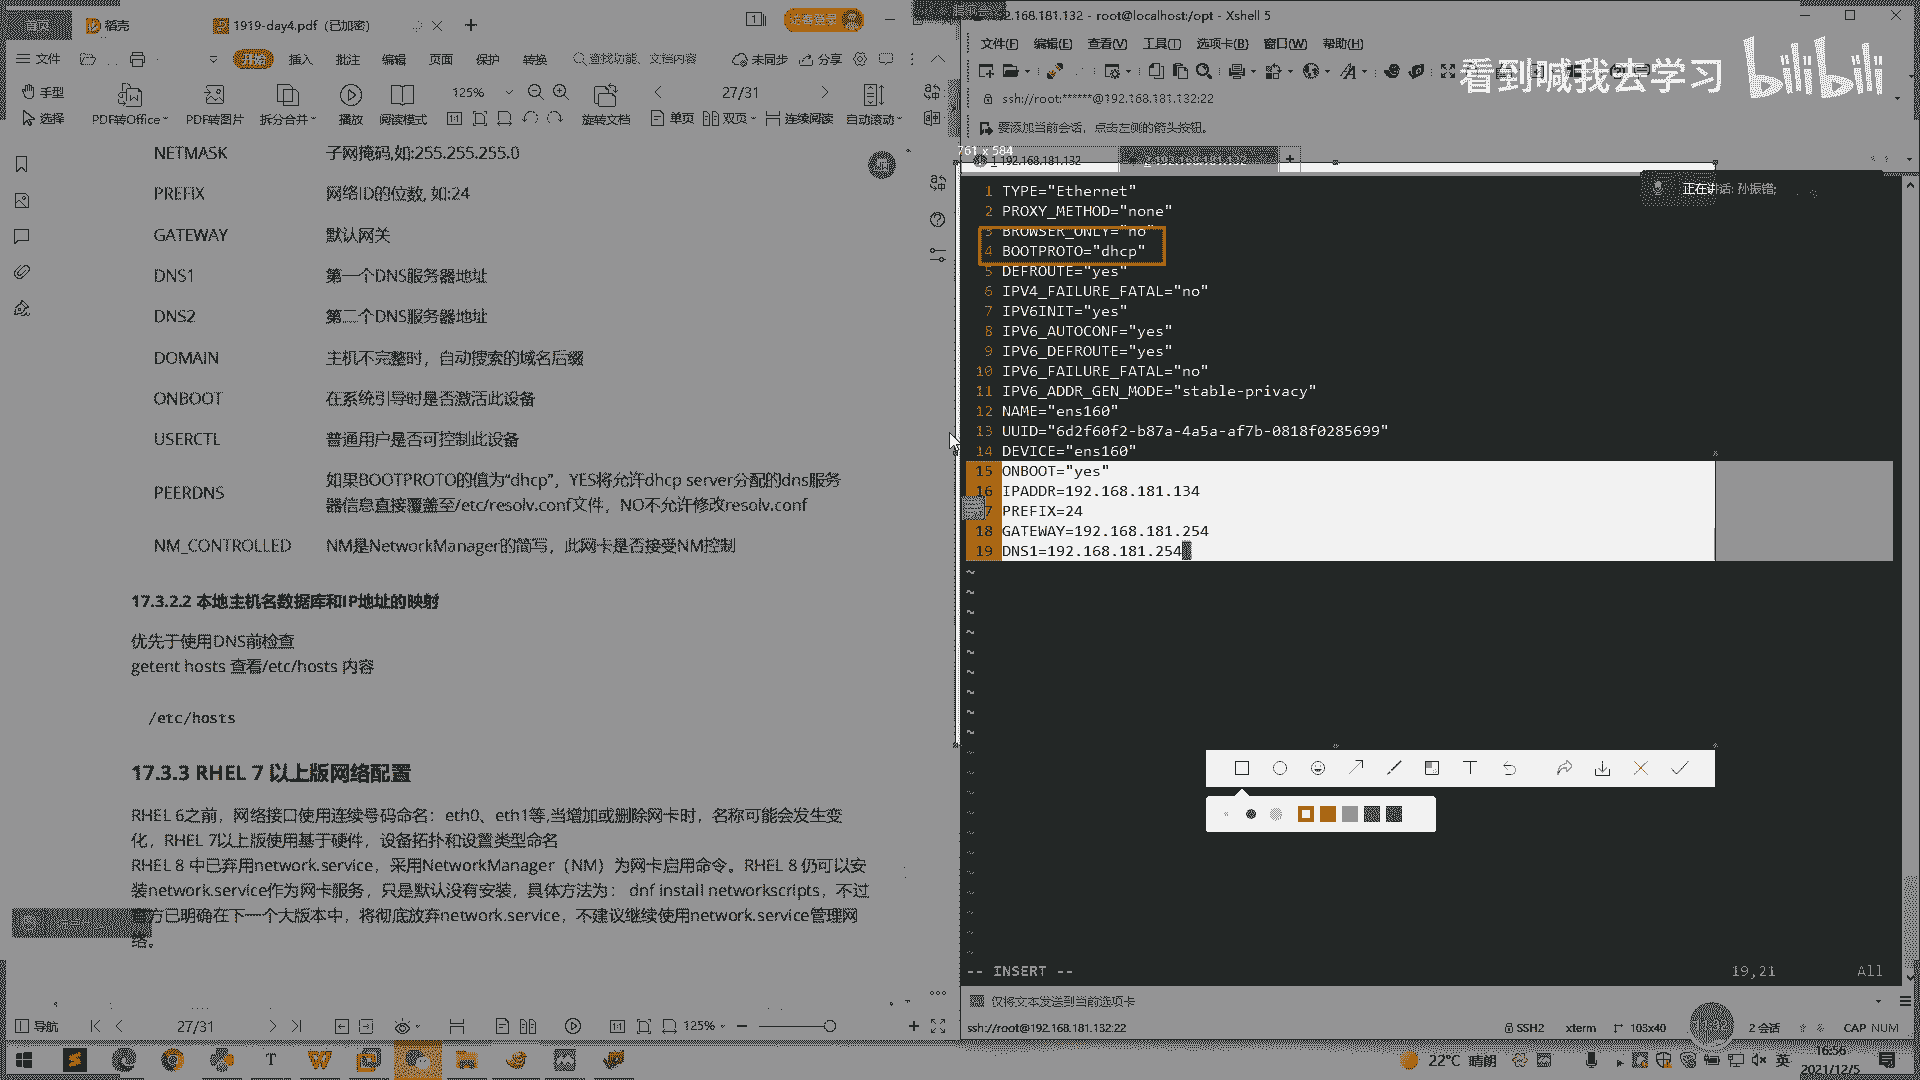 稻壳
1919-day4.pdf (已加密)
文件
开始
插入
批注
编辑
页面
保护
转换
查找功能、文档内容
未同步
分享
手型
选择
PDF转Office
PDF转图片
拆分合并
播放
阅读模式
125%
旋转文档
27/31
单页
双页
连续阅读
自动滚动
NETMASK 子网掩码,如:255.255.255.0
PREFIX 网络ID的位数, 如:24
GATEWAY 默认网关
DNS1 第一个DNS服务器地址
DNS2 第二个DNS服务器地址
DOMAIN 主机不完整时，自动搜索的域名后缀
ONBOOT 在系统引导时是否激活此设备
USERCTL 普通用户是否可控制此设备
PEERDNS 如果BOOTPROTO的值为“dhcp”，YES将允许dhcp server分配的dns服务
器信息直接覆盖至/etc/resolv.conf文件，NO不允许修改resolv.conf
NM_CONTROLLED NM是NetworkManager的简写，此网卡是否接受NM控制
17.3.2.2 本地主机名数据库和IP地址的映射
优先于使用DNS前检查
getent hosts 查看/etc/hosts 内容
/etc/hosts
17.3.3 RHEL 7 以上版网络配置
RHEL 6之前，网络接口使用连续号码命名：eth0、eth1等,当增加或删除网卡时，名称可能会发生变
化，RHEL 7以上版使用基于硬件，设备拓扑和设置类型命名
RHEL 8 中已弃用network.service，采用NetworkManager（NM）为网卡启用命令。RHEL 8 仍可以安
装network.service作为网卡服务，只是默认没有安装，具体方法为： dnf install networkscripts，不过
方已明确在下一个大版本中，将彻底放弃network.service，不建议继续使用network.service管理网
络。
导航
27/31
125%
192.168.181.132 - root@localhost:/opt - Xshell 5
文件(F) 编辑(E) 查看(V) 工具(T) 选项卡(B) 窗口(W) 帮助(H)
看到喊我去学习 bilibili
ssh://root:******@192.168.181.132:22
要添加当前会话，点击左侧的箭头按钮。
761 x 584
1 192.168.181.132
正在讲话: 孙振锴;
1 TYPE="Ethernet"
2 PROXY_METHOD="none"
3 BROWSER_ONLY="no"
4 BOOTPROTO="dhcp"
5 DEFROUTE="yes"
6 IPV4_FAILURE_FATAL="no"
7 IPV6INIT="yes"
8 IPV6_AUTOCONF="yes"
9 IPV6_DEFROUTE="yes"
10 IPV6_FAILURE_FATAL="no"
11 IPV6_ADDR_GEN_MODE="stable-privacy"
12 NAME="ens160"
13 UUID="6d2f60f2-b87a-4a5a-af7b-0818f0285699"
14 DEVICE="ens160"
15 ONBOOT="yes"
16 IPADDR=192.168.181.134
7 PREFIX=24
18 GATEWAY=192.168.181.254
19 DNS1=192.168.181.254
-- INSERT -- 19,21 All
仅将文本发送到当前选项卡
ssh://root@192.168.181.132:22
SSH2
xterm
103x40
2 会话
CAP NUM
22°C 晴朗
英
16:56
2021/12/5